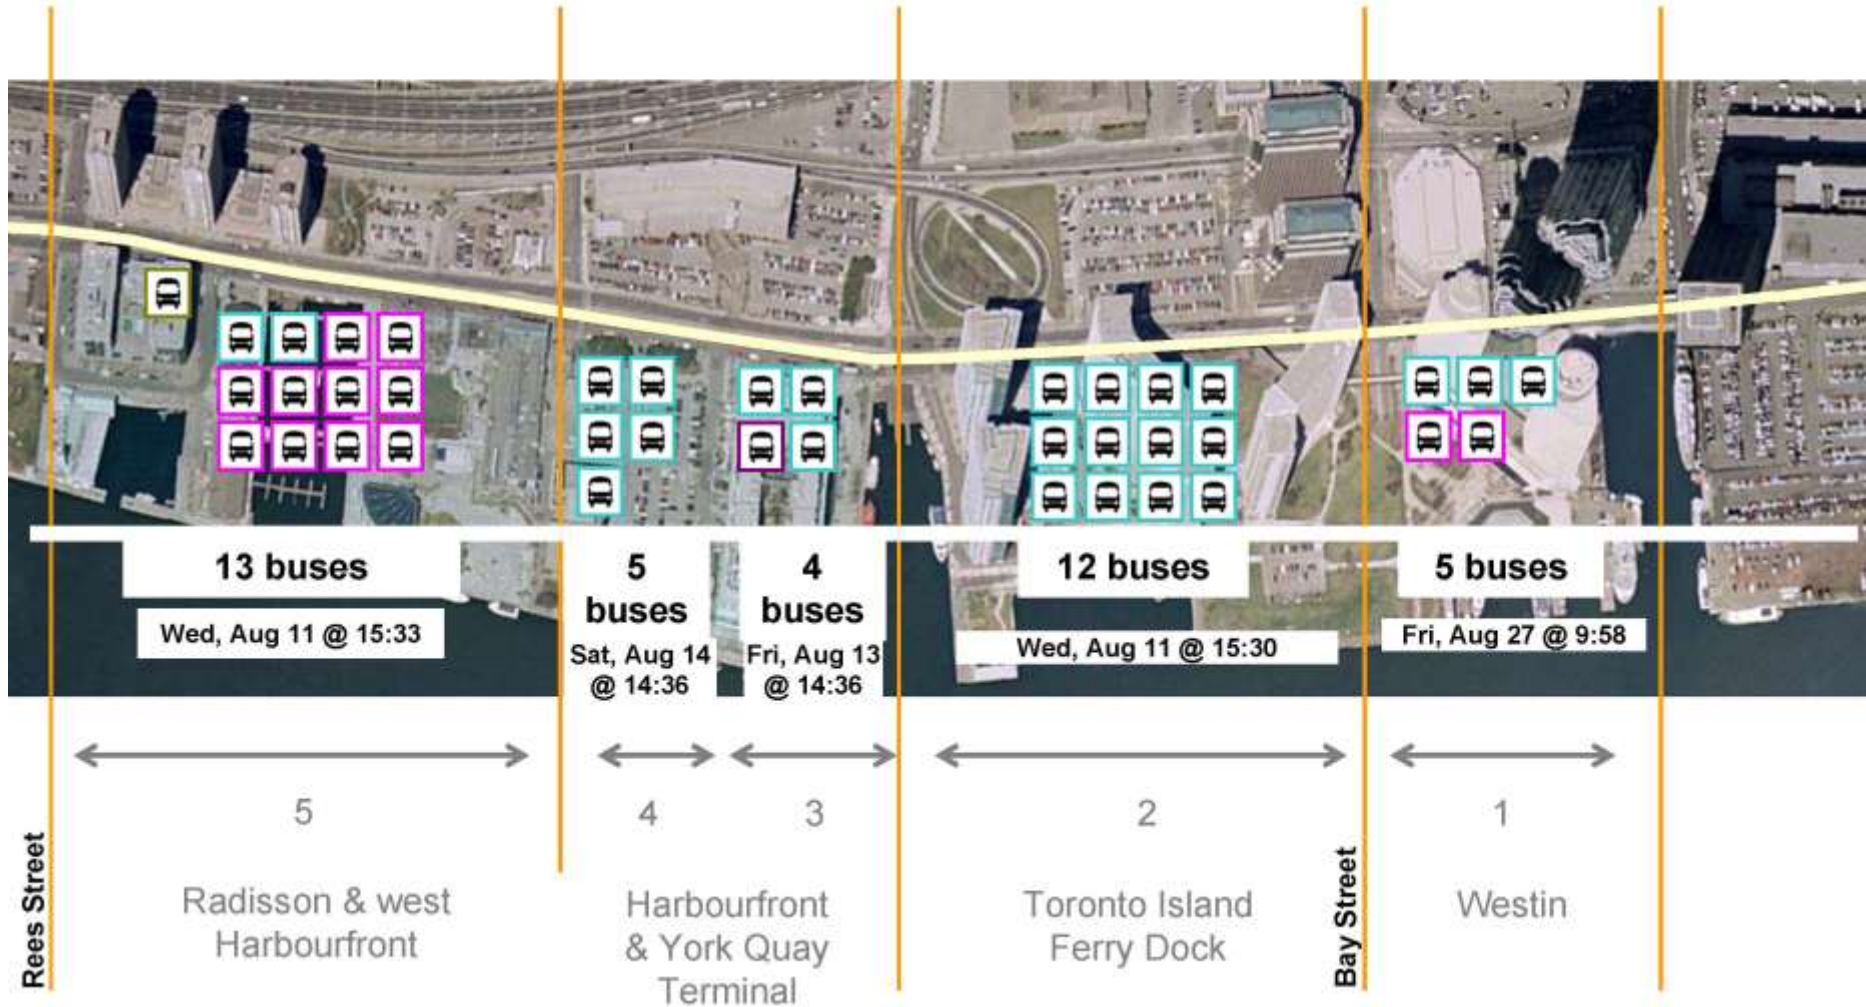 13 buses
Wed, Aug 11 @ 15:33
5
buses
Sat, Aug 14
@ 14:36
4
buses
Fri, Aug 13
@ 14:36
12 buses
Wed, Aug 11 @ 15:30
5 buses
Fri, Aug 27 @ 9:58
Rees Street
5
Radisson & west
Harbourfront
4
3
Harbourfront
& York Quay
Terminal
2
Toronto Island
Ferry Dock
Bay Street
1
Westin